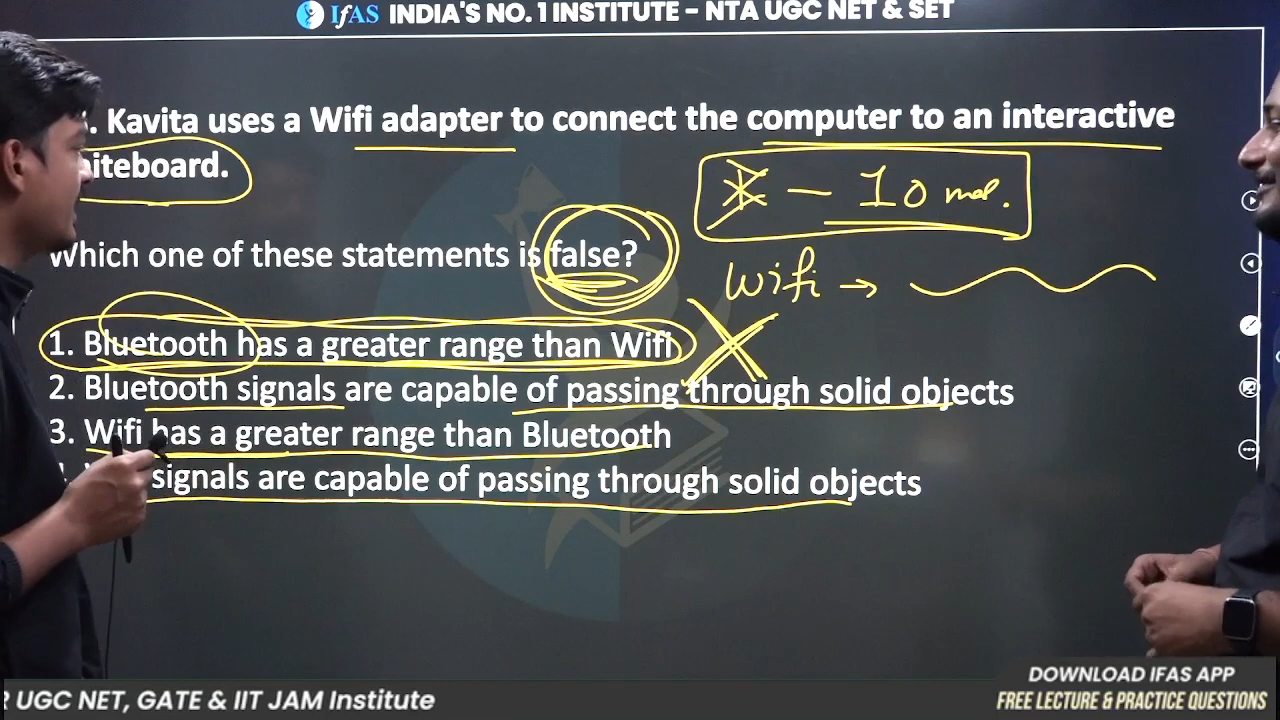 IfAS INDIA'S NO. 1 INSTITUTE – NTA UGC NET & SET
. Kavita uses a Wifi adapter to connect the computer to an interactive
iteboard.
– 10
Which one of these statements is false?
Wifi →
1. Bluetooth has a greater range than Wifi
2. Bluetooth signals are capable of passing through solid objects
3. Wifi has a greater range than Bluetooth
signals are capable of passing through solid objects
UGC NET, GATE & IIT JAM Institute
DOWNLOAD IFAS APP
FREE LECTURE & PRACTICE QUESTIONS